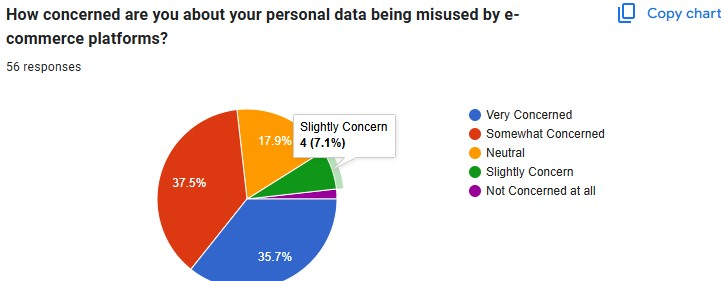 How concerned are you about your personal data being misused by e-
commerce platforms?
Copy chart
56 responses
Slightly Concern
4 (7.1%)
17.9%
37.5%
35.7%
Very Concerned
Somewhat Concerned
Neutral
Slightly Concern
Not Concerned at all